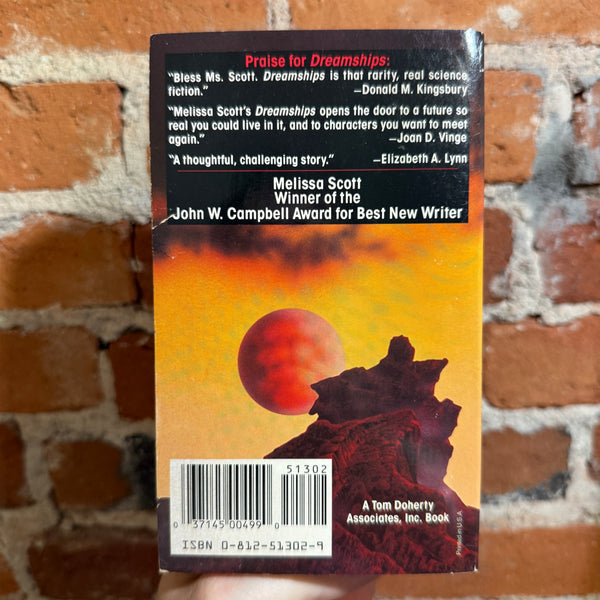 Praise for Dreamships:
“Bless Ms. Scott. Dreamships is that rarity, real science
fiction.” —Donald M. Kingsbury
“Melissa Scott's Dreamships opens the door to a future so
real you could live in it, and to characters you want to meet
again.” —Joan D. Vinge
“A thoughtful, challenging story.” —Elizabeth A. Lynn
Melissa Scott
Winner of the
John W. Campbell Award for Best New Writer
51302
0 37145 00499 0
ISBN 0-812-51302-9
A Tom Doherty
Associates, Inc. Book
Printed in U.S.A.